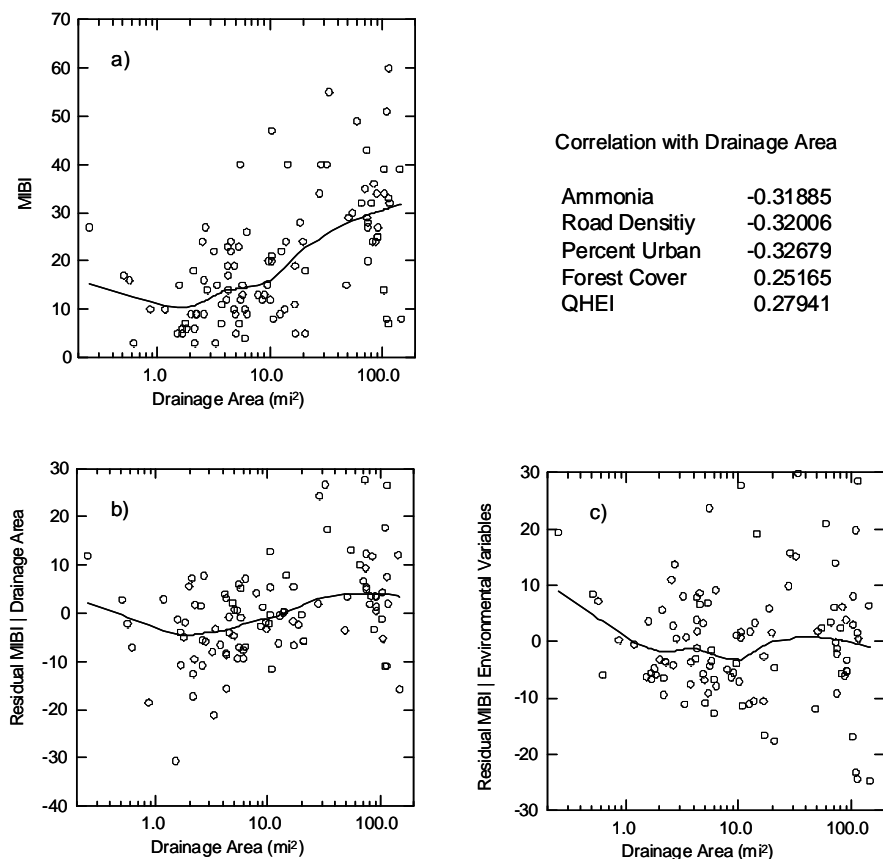 a)
70
60
50
40
30
20
10
0
MIBI
1.0 10.0 100.0
Drainage Area (mi²)
Correlation with Drainage Area
Ammonia -0.31885
Road Densitiy -0.32006
Percent Urban -0.32679
Forest Cover 0.25165
QHEI 0.27941
b)
30
20
10
0
-10
-20
-30
-40
Residual MIBI | Drainage Area
1.0 10.0 100.0
Drainage Area (mi²)
c)
30
20
10
0
-10
-20
-30
Residual MIBI | Environmental Variables
1.0 10.0 100.0
Drainage Area (mi²)